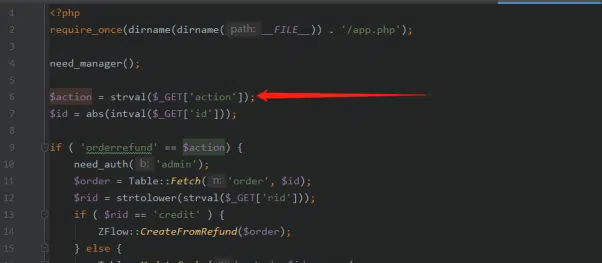 1 <?php
2 require_once(dirname(dirname( path: __FILE__)) . '/app.php');
3
4 need_manager();
5
6 $action = strval($_GET['action']);
7 $id = abs(intval($_GET['id']));
8
9 if ( 'orderrefund' == $action) {
10 need_auth( b: 'admin');
11 $order = Table::Fetch( n: 'order', $id);
12 $rid = strtolower(strval($_GET['rid']));
13 if ( $rid == 'credit' ) {
14 ZFlow::CreateFromRefund($order);
15 } else {